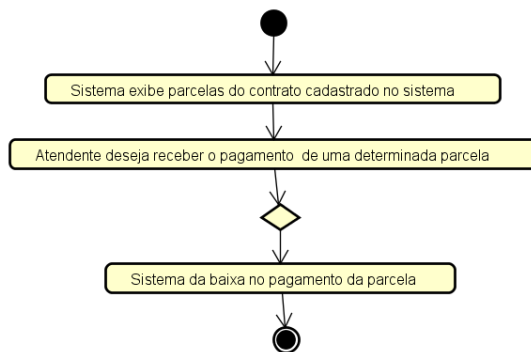 Sistema exibe parcelas do contrato cadastrado no sistema
Atendente deseja receber o pagamento de uma determinada parcela
Sistema da baixa no pagamento da parcela